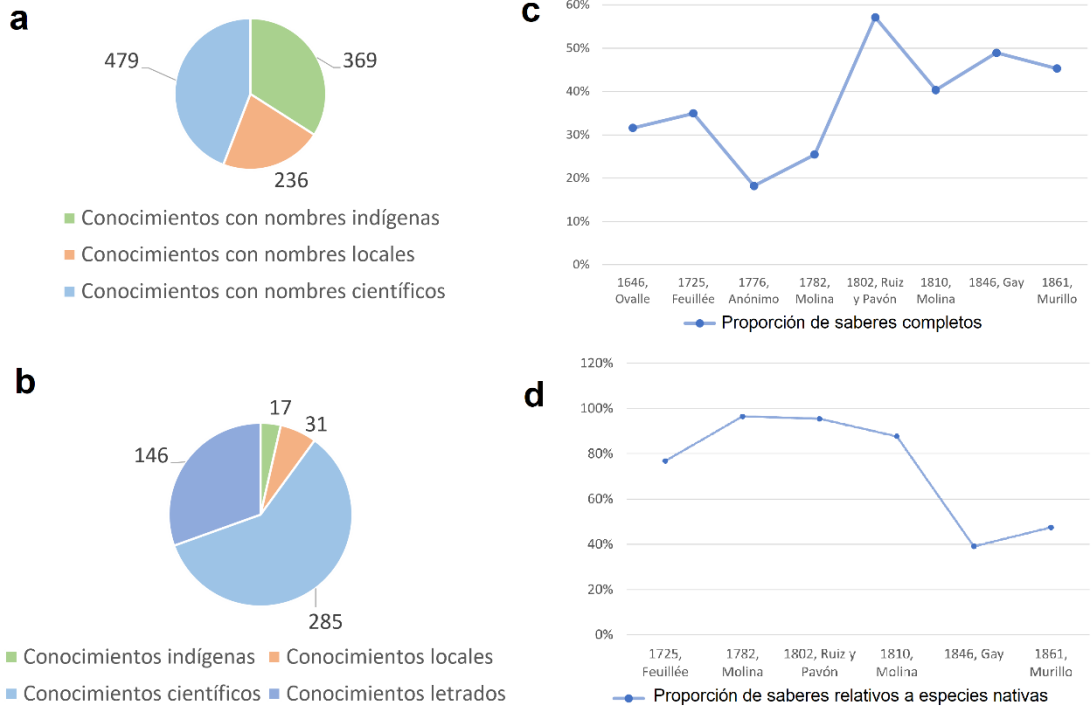 a
479
369
236
Conocimientos con nombres indígenas
Conocimientos con nombres locales
Conocimientos con nombres científicos
b
17
31
146
285
Conocimientos indígenas Conocimientos locales
Conocimientos científicos Conocimientos letrados
c
60%
50%
40%
30%
20%
10%
0%
1646, Ovalle
1725, Feuillée
1776, Anónimo
1782, Molina
1802, Ruiz y Pavón
1810, Molina
1846, Gay
1861, Murillo
Proporción de saberes completos
d
120%
100%
80%
60%
40%
20%
0%
1725, Feuillée
1782, Molina
1802, Ruiz y Pavón
1810, Molina
1846, Gay
1861, Murillo
Proporción de saberes relativos a especies nativas